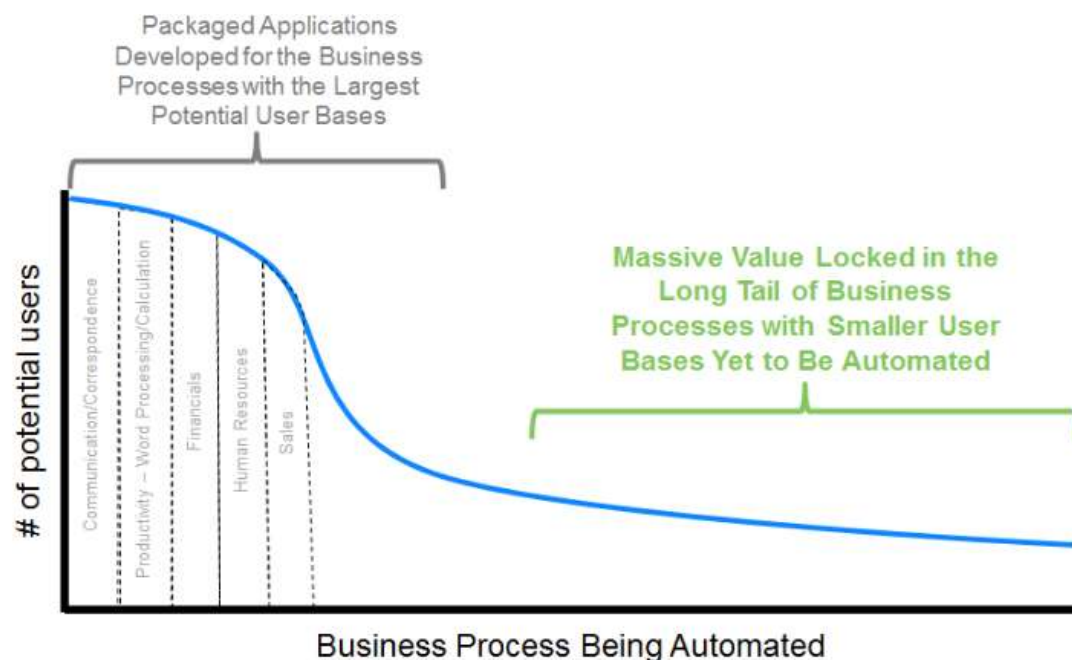 Packaged Applications
Developed for the Business
Processes with the Largest
Potential User Bases
Massive Value Locked in the
Long Tail of Business
Processes with Smaller User
Bases Yet to Be Automated
# of potential users
Communication/Correspondence
Productivity – Word Processing/Calculation
Financials
Human Resources
Sales
Business Process Being Automated